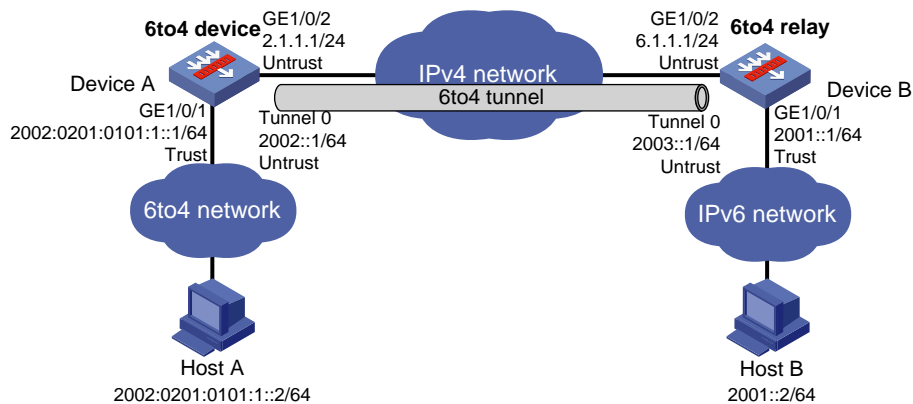 6to4 device
GE1/0/2
2.1.1.1/24
Untrust
GE1/0/2
6.1.1.1/24
Untrust
6to4 relay
IPv4 network
6to4 tunnel
Device A
Device B
GE1/0/1
2002:0201:0101:1::1/64
Trust
Tunnel 0
2002::1/64
Untrust
Tunnel 0
2003::1/64
Untrust
GE1/0/1
2001::1/64
Trust
6to4 network
IPv6 network
Host A
2002:0201:0101:1::2/64
Host B
2001::2/64